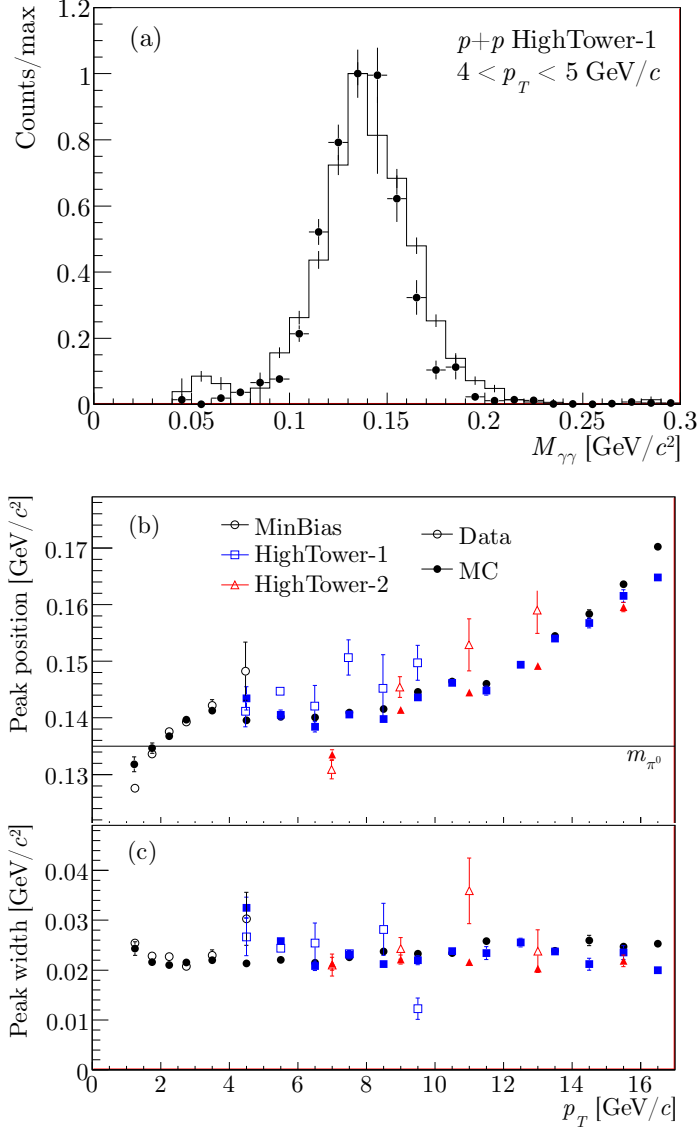 (a)
p+p HighTower-1
4 < p_T < 5 GeV/c
Counts/max
1.2
1
0.8
0.6
0.4
0.2
0
0 0.05 0.1 0.15 0.2 0.25 0.3
M_γγ [GeV/c²]
(b)
MinBias
HighTower-1
HighTower-2
Data
MC
Peak position [GeV/c²]
0.17
0.16
0.15
0.14
0.13
m_π⁰
(c)
Peak width [GeV/c²]
0.04
0.03
0.02
0.01
0
0 2 4 6 8 10 12 14 16
p_T [GeV/c]